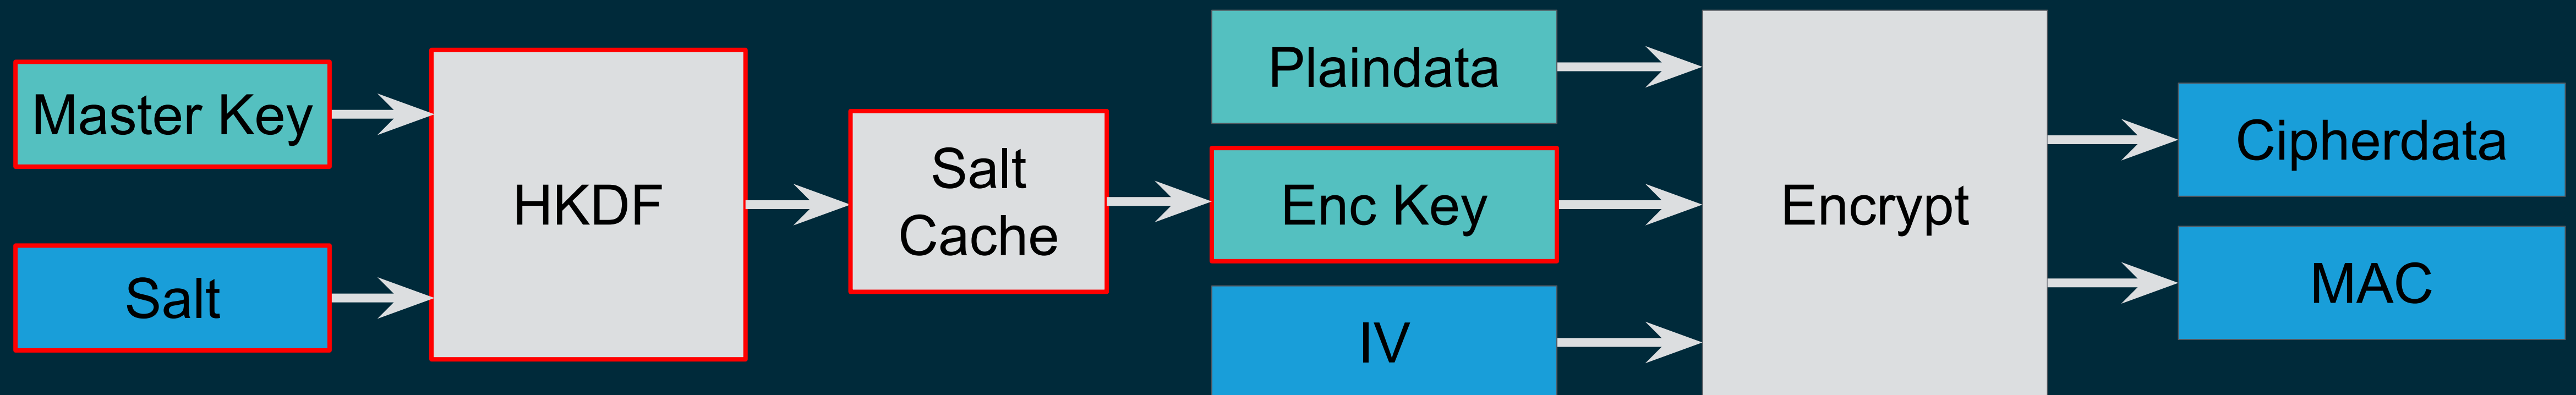 Master Key
Salt
HKDF
Salt
Cache
Plaindata
Enc Key
IV
Encrypt
Cipherdata
MAC